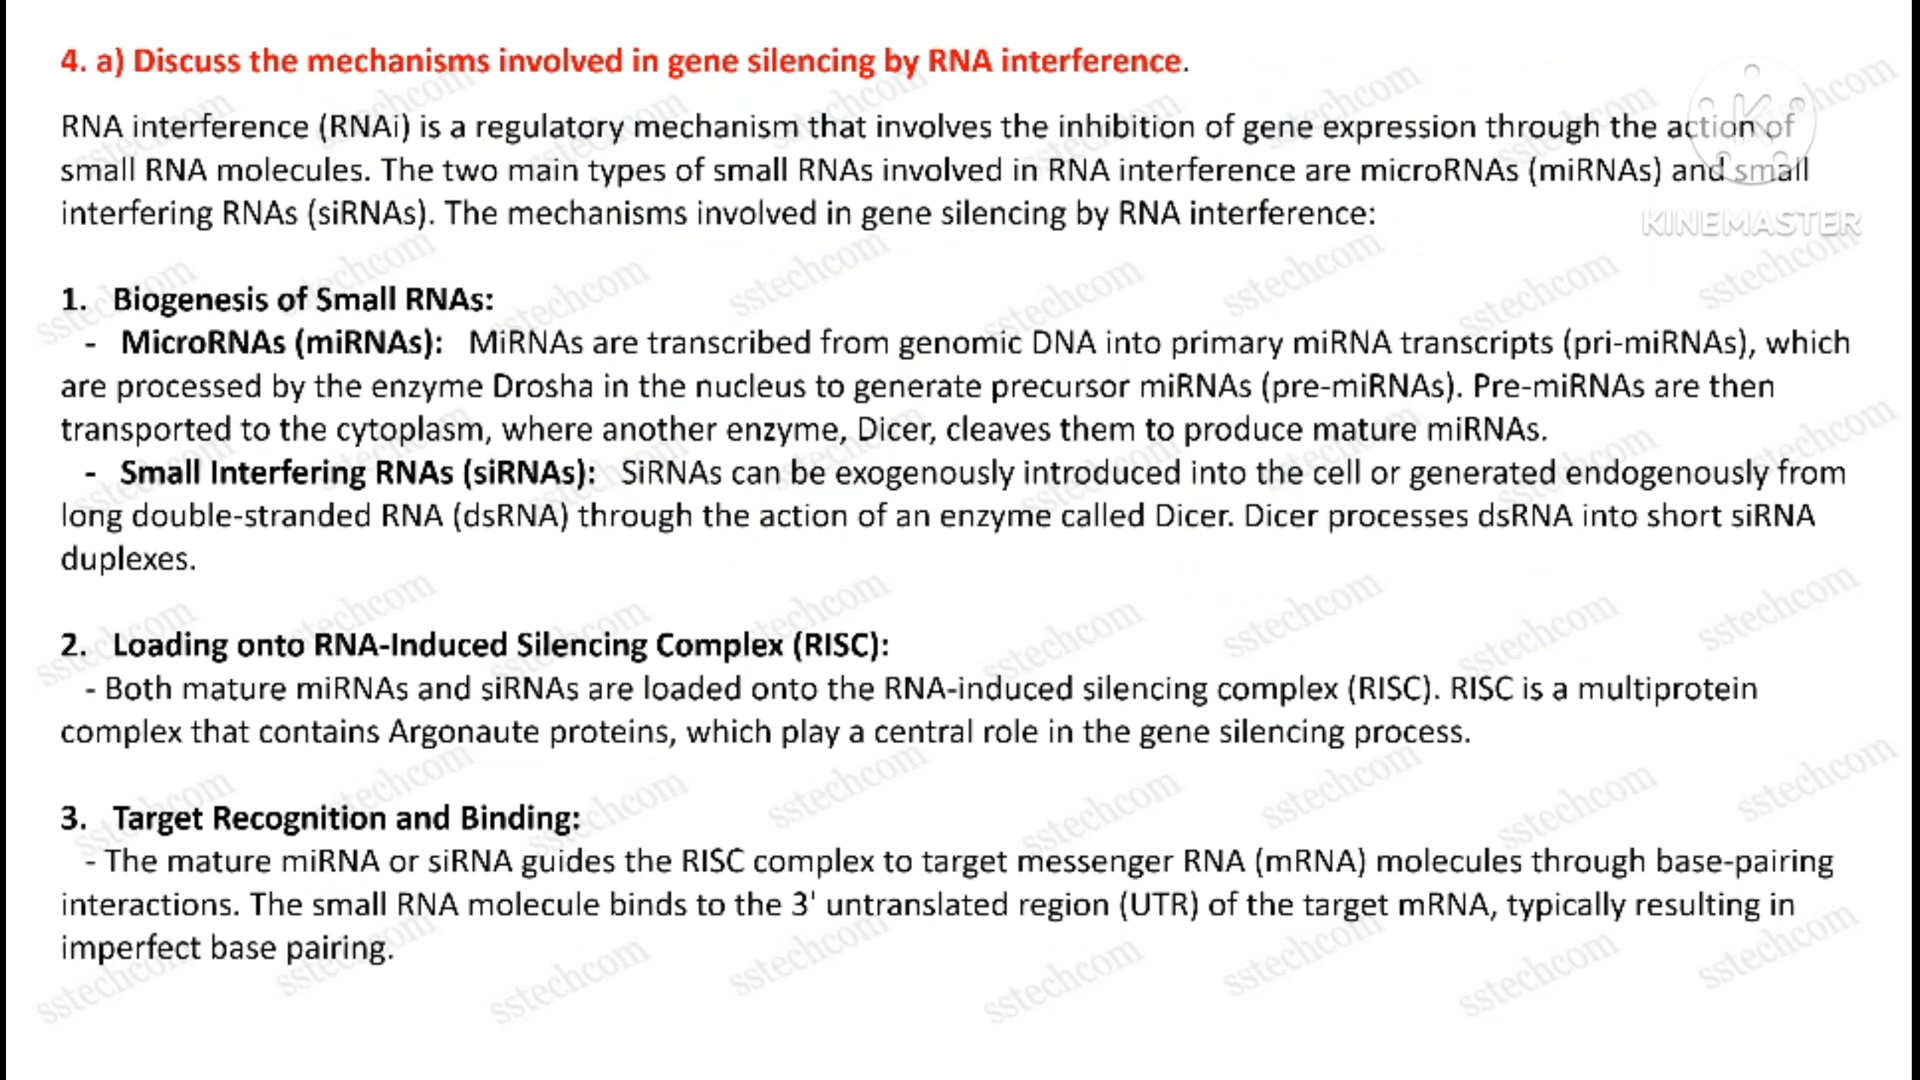 4. a) Discuss the mechanisms involved in gene silencing by RNA interference.
RNA interference (RNAi) is a regulatory mechanism that involves the inhibition of gene expression through the action of
small RNA molecules. The two main types of small RNAs involved in RNA interference are microRNAs (miRNAs) and small
interfering RNAs (siRNAs). The mechanisms involved in gene silencing by RNA interference:
KINEMASTER
1. Biogenesis of Small RNAs:
- MicroRNAs (miRNAs): MiRNAs are transcribed from genomic DNA into primary miRNA transcripts (pri-miRNAs), which
are processed by the enzyme Drosha in the nucleus to generate precursor miRNAs (pre-miRNAs). Pre-miRNAs are then
transported to the cytoplasm, where another enzyme, Dicer, cleaves them to produce mature miRNAs.
- Small Interfering RNAs (siRNAs): SiRNAs can be exogenously introduced into the cell or generated endogenously from
long double-stranded RNA (dsRNA) through the action of an enzyme called Dicer. Dicer processes dsRNA into short siRNA
duplexes.
2. Loading onto RNA-Induced Silencing Complex (RISC):
- Both mature miRNAs and siRNAs are loaded onto the RNA-induced silencing complex (RISC). RISC is a multiprotein
complex that contains Argonaute proteins, which play a central role in the gene silencing process.
3. Target Recognition and Binding:
- The mature miRNA or siRNA guides the RISC complex to target messenger RNA (mRNA) molecules through base-pairing
interactions. The small RNA molecule binds to the 3' untranslated region (UTR) of the target mRNA, typically resulting in
imperfect base pairing.
sstechcom